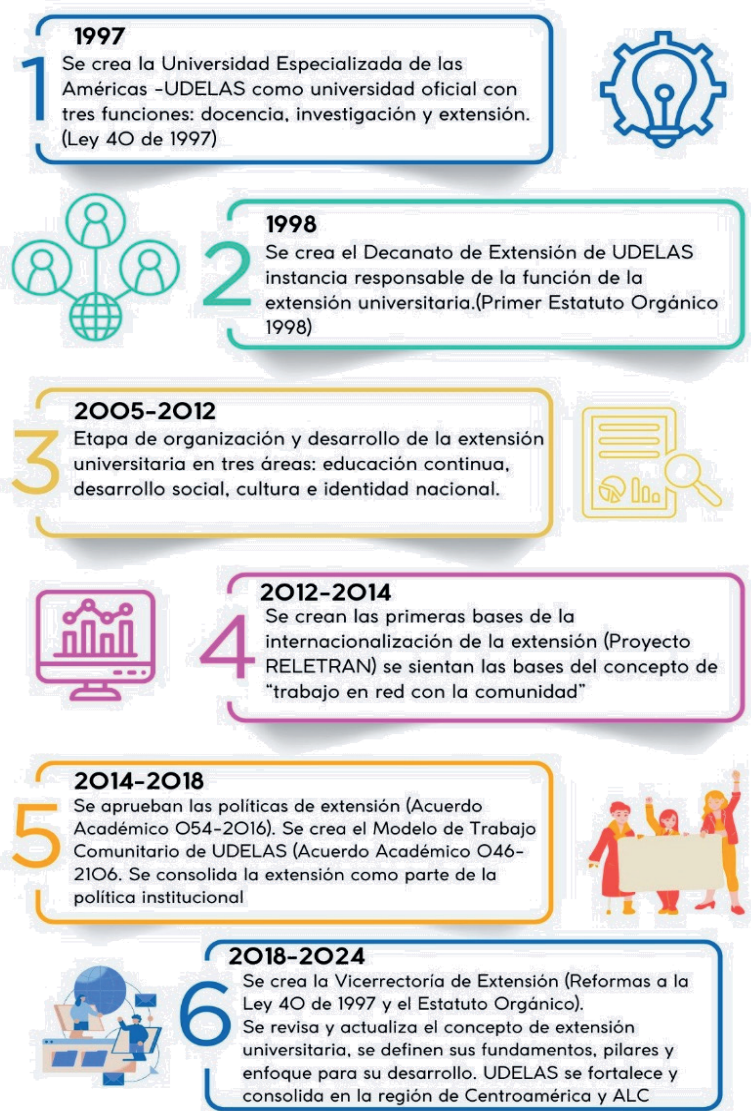 1
1997
Se crea la Universidad Especializada de las
Américas -UDELAS como universidad oficial con
tres funciones: docencia, investigación y extensión.
(Ley 40 de 1997)
2
1998
Se crea el Decanato de Extensión de UDELAS
instancia responsable de la función de la
extensión universitaria.(Primer Estatuto Orgánico
1998)
3
2005-2012
Etapa de organización y desarrollo de la extensión
universitaria en tres áreas: educación continua,
desarrollo social, cultura e identidad nacional.
4
2012-2014
Se crean las primeras bases de la
internacionalización de la extensión (Proyecto
RELETRAN) se sientan las bases del concepto de
“trabajo en red con la comunidad”
5
2014-2018
Se aprueban las políticas de extensión (Acuerdo
Académico 054-2016). Se crea el Modelo de Trabajo
Comunitario de UDELAS (Acuerdo Académico 046-
2106. Se consolida la extensión como parte de la
política institucional
6
2018-2024
Se crea la Vicerrectoría de Extensión (Reformas a la
Ley 40 de 1997 y el Estatuto Orgánico).
Se revisa y actualiza el concepto de extensión
universitaria, se definen sus fundamentos, pilares y
enfoque para su desarrollo. UDELAS se fortalece y
consolida en la región de Centroamérica y ALC